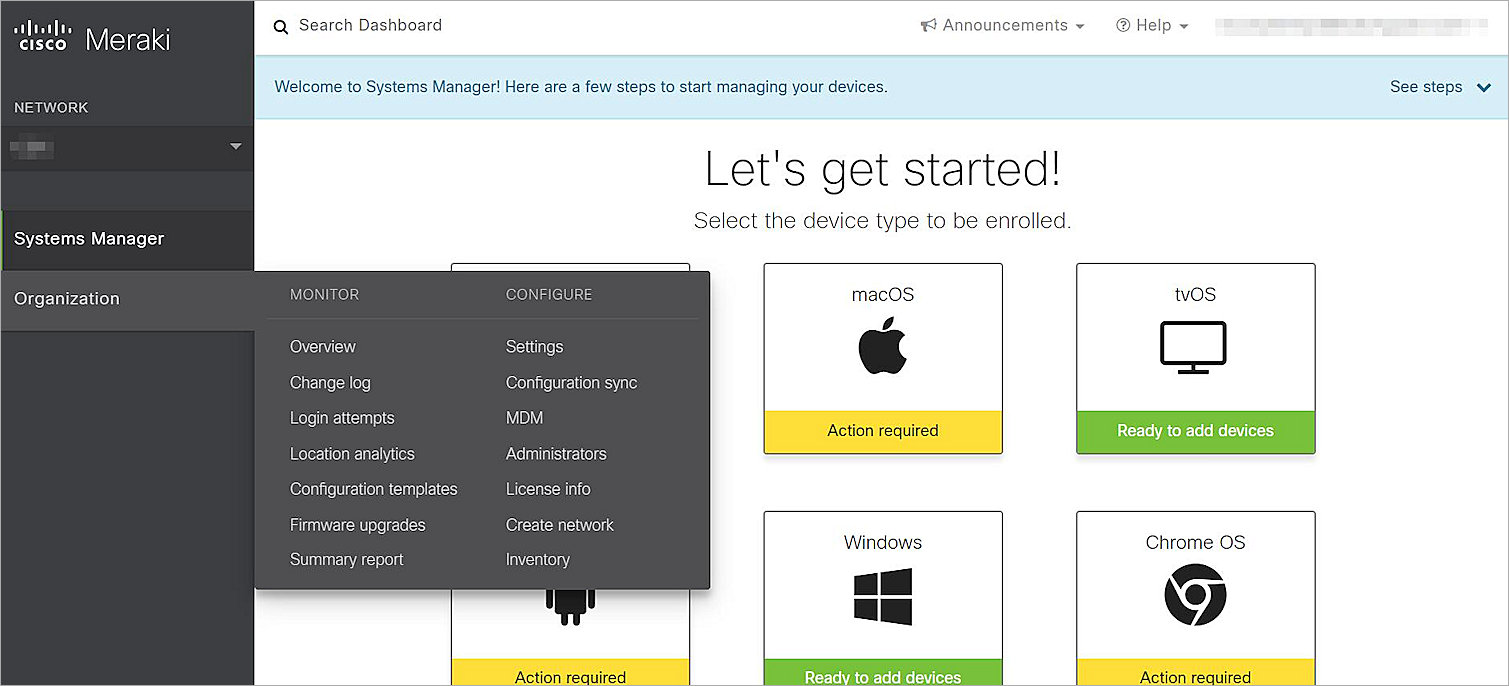 cisco Meraki
Search Dashboard
Announcements
Help
NETWORK
Welcome to Systems Manager! Here are a few steps to start managing your devices.
See steps
Let's get started!
Select the device type to be enrolled.
Systems Manager
Organization
MONITOR
Overview
Change log
Login attempts
Location analytics
Configuration templates
Firmware upgrades
Summary report
CONFIGURE
Settings
Configuration sync
MDM
Administrators
License info
Create network
Inventory
macOS
Action required
tvOS
Ready to add devices
Action required
Windows
Ready to add devices
Chrome OS
Action required